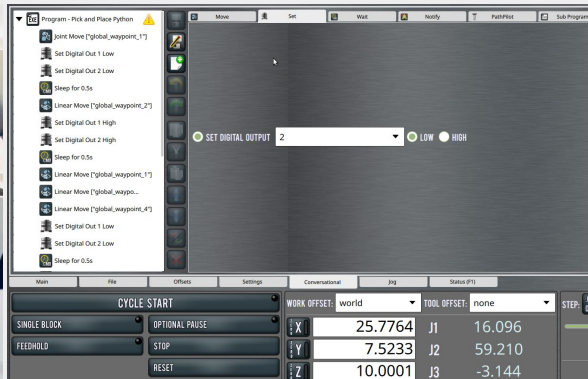 Program - Pick and Place Python
Joint Move ["global_waypoint_1"]
Set Digital Out 1 Low
Set Digital Out 2 Low
Sleep for 0.5s
Linear Move ["global_waypoint_2"]
Set Digital Out 1 High
Set Digital Out 2 High
Sleep for 0.5s
Linear Move ["global_waypoint_1"]
Linear Move ["global_waypo...
Linear Move ["global_waypoint_4"]
Set Digital Out 2 Low
Set Digital Out 1 Low
Sleep for 0.5s
Move Set Wait Notify PathPilot Sub Program
SET DIGITAL OUTPUT 2 LOW HIGH
Main File Offsets Settings Conversational Jog Status (F1)
CYCLE START
SINGLE BLOCK OPTIONAL PAUSE
FEEDHOLD STOP
RESET
WORK OFFSET: world TOOL OFFSET: none STEP:
X 25.7764 J1 16.096
Y 7.5233 J2 59.210
Z 10.0001 J3 -3.144